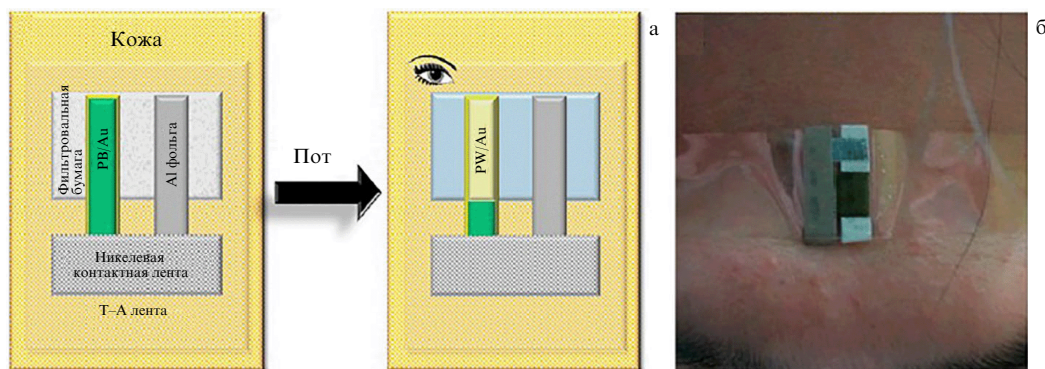 Кожа
Фильтровальная
бумага
PB/Au
Al фольга
Никелевая
контактная лента
Т–А лента
Пот
PW/Au
а
б